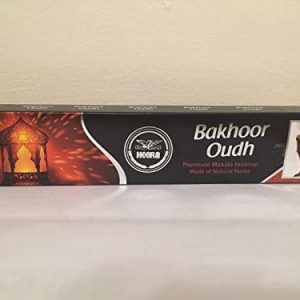 HEERA
Bakhoor
Oudh
Premium Masala Incense
Made of Natural Herbs